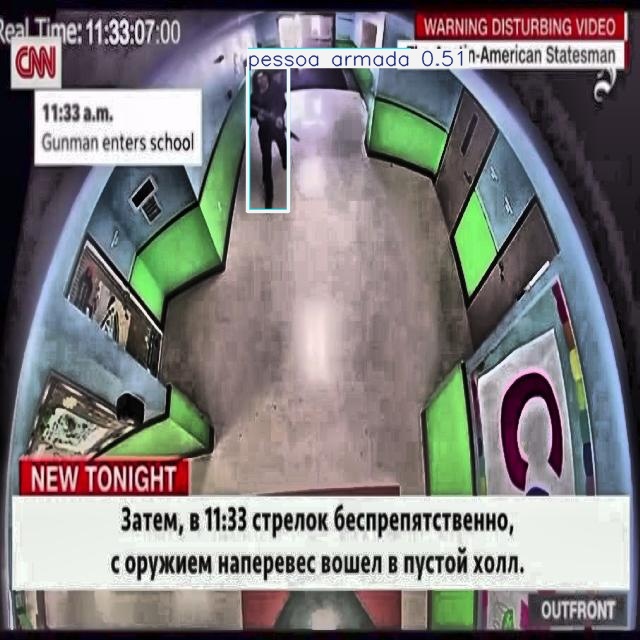 Real Time: 11:33:07:00
WARNING DISTURBING VIDEO
n-American Statesman
CNN
pessoa armada 0.51
11:33 a.m.
Gunman enters school
C
NEW TONIGHT
Затем, в 11:33 стрелок беспрепятственно,
с оружием наперевес вошел в пустой холл.
OUTFRONT